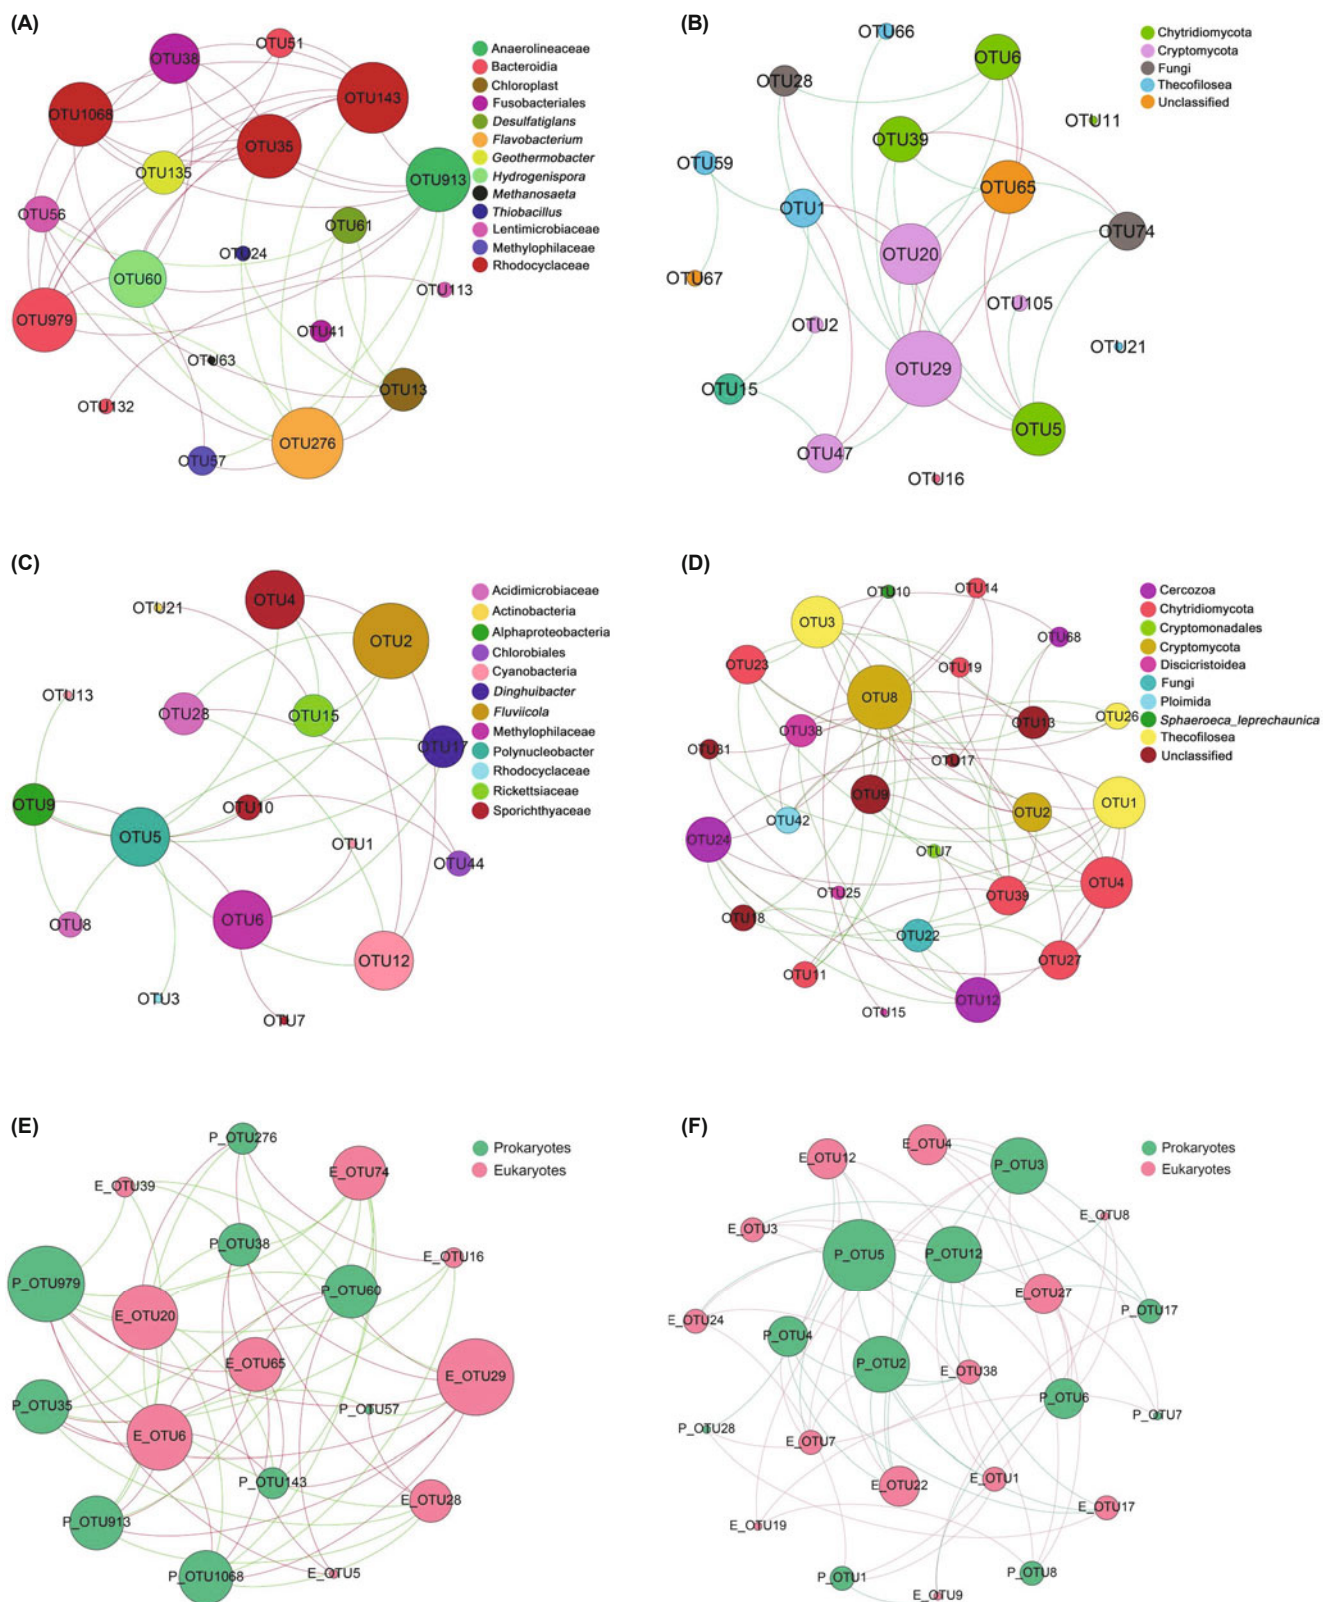 (A)
OTU51
OTU38
OTU143
OTU1068
OTU35
OTU135
OTU913
OTU56
OTU61
OTU24
OTU60
OTU113
OTU979
OTU41
OTU63
OTU13
OTU132
OTU276
OTU57
Anaerolineaceae
Bacteroidia
Chloroplast
Fusobacteriales
Desulfatiglans
Flavobacterium
Geothermobacter
Hydrogenispora
Methanosaeta
Thiobacillus
Lentimicrobiaceae
Methylophilaceae
Rhodocyclaceae
(B)
OTU66
OTU6
OTU28
OTU11
OTU39
OTU59
OTU65
OTU1
OTU74
OTU20
OTU67
OTU105
OTU2
OTU21
OTU29
OTU15
OTU5
OTU47
OTU16
Chytridiomycota
Cryptomycota
Fungi
Thecofilosea
Unclassified
(C)
OTU4
OTU21
OTU2
OTU13
OTU28
OTU15
OTU17
OTU9
OTU10
OTU5
OTU1
OTU44
OTU8
OTU6
OTU12
OTU3
OTU7
Acidimicrobiaceae
Actinobacteria
Alphaproteobacteria
Chlorobiales
Cyanobacteria
Dinghuibacter
Fluviicola
Methylophilaceae
Polynucleobacter
Rhodocyclaceae
Rickettsiaceae
Sporichthyaceae
(D)
OTU10
OTU14
OTU3
OTU68
OTU23
OTU19
OTU8
OTU26
OTU13
OTU38
OTU31
OTU17
OTU9
OTU1
OTU2
OTU42
OTU24
OTU7
OTU4
OTU25
OTU39
OTU18
OTU22
OTU27
OTU11
OTU12
OTU15
Cercozoa
Chytridiomycota
Cryptomonadales
Cryptomycota
Discicristoidea
Fungi
Ploimida
Sphaeroeca_leprechaunica
Thecofilosea
Unclassified
(E)
P_OTU276
E_OTU74
E_OTU39
P_OTU38
E_OTU16
P_OTU979
P_OTU60
E_OTU20
E_OTU65
E_OTU29
P_OTU35
P_OTU57
E_OTU6
P_OTU143
E_OTU28
P_OTU913
E_OTU5
P_OTU1068
Prokaryotes
Eukaryotes
(F)
E_OTU4
E_OTU12
P_OTU3
E_OTU8
E_OTU3
P_OTU5
P_OTU12
E_OTU27
P_OTU17
E_OTU24
P_OTU4
P_OTU2
E_OTU38
P_OTU6
P_OTU7
P_OTU28
E_OTU7
E_OTU1
E_OTU22
E_OTU17
E_OTU19
P_OTU1
P_OTU8
E_OTU9
Prokaryotes
Eukaryotes